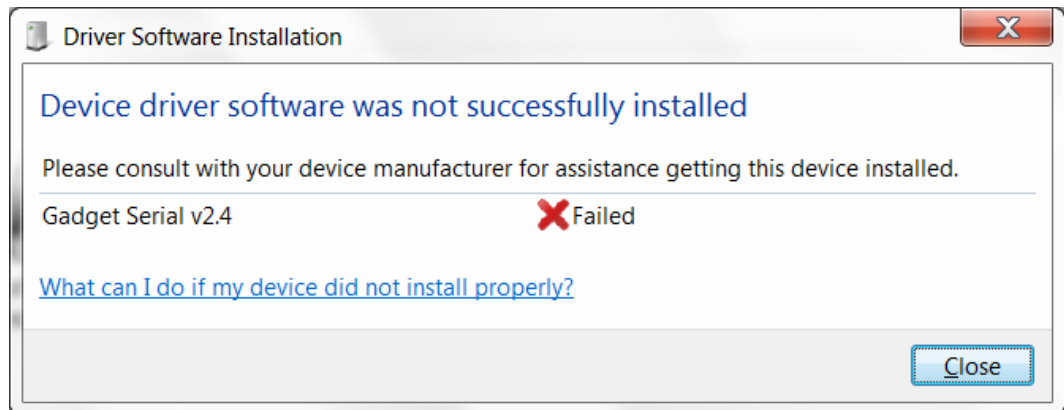 Driver Software Installation
Device driver software was not successfully installed
Please consult with your device manufacturer for assistance getting this device installed.
Gadget Serial v2.4 Failed
What can I do if my device did not install properly?
Close